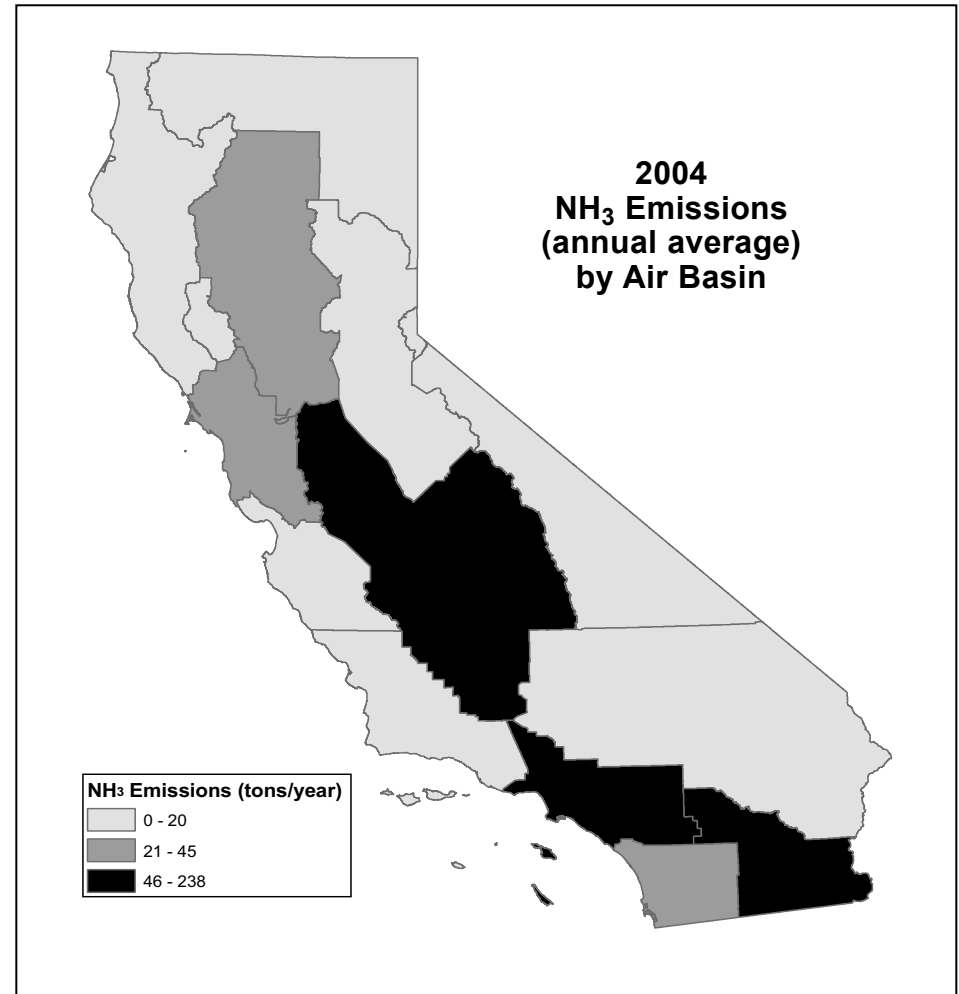 2004
NH₃ Emissions
(annual average)
by Air Basin
NH₃ Emissions (tons/year)
0 - 20
21 - 45
46 - 238